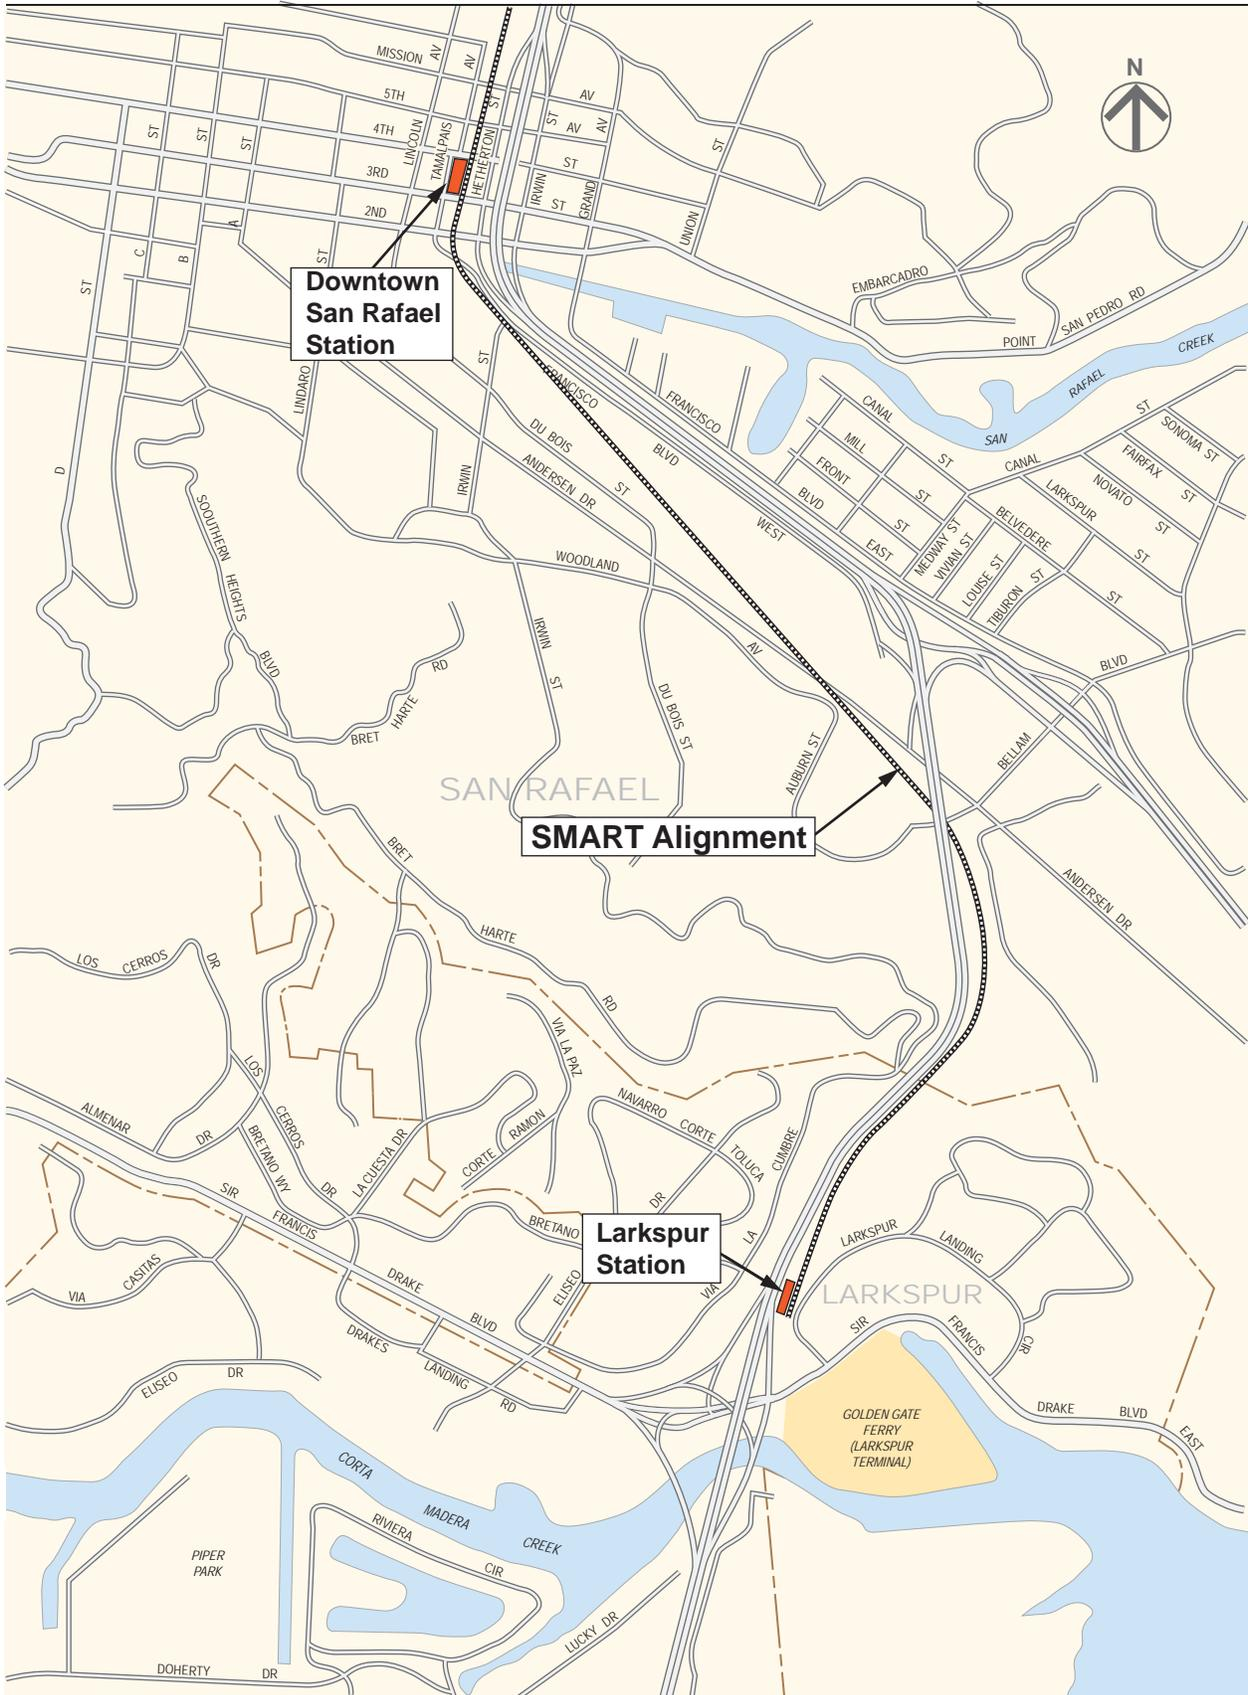 N
MISSION
AV
AV
5TH
AV
4TH
ST
AV
AV
ST
ST
ST
ST
LINCOLN
TAMALPAIS
HETHERTON
ST
3RD
ST
IRWIN
GRAND
2ND
ST
UNION
A
C
B
ST
ST
EMBARCADRO
SAN PEDRO RD
POINT
CREEK
RAFAEL
SAN
Downtown
San Rafael
Station
ST
LINDARO
FRANCISCO
FRANCISCO
BLVD
CANAL
ST
ST
SONOMA ST
FAIRFAX
ST
CANAL
MILL
ST
FRONT
ST
BLVD
EAST
LARKSPUR
ST
NOVATO
ST
BELVEDERE
ST
MEDWAY ST
VIVIAN ST
LOUISE ST
TIBURON ST
DU BOIS
ST
ANDERSEN DR
D
IRWIN
WEST
SOOUTHERN
HEIGHTS
BLVD
WOODLAND
AV
IRWIN
ST
DU BOIS ST
RD
HARTE
BRET
BLVD
BELLAM
AUBURN ST
SAN RAFAEL
SMART Alignment
BRET
HARTE
RD
ANDERSEN DR
LOS
CERROS
DR
LOS
CERROS
DR
VIA LA PAZ
NAVARRO
CORTE
TOLUCA
DR
CUMBRE
LA
VIA
ALMENAR
DR
BRETANO WY
LA CUESTA DR
CORTE
RAMON
SIR
FRANCIS
DRAKE
BLVD
BRETANO
Larkspur
Station
LARKSPUR
LANDING
CIR
LARKSPUR
VIA
CASITAS
ELISEO
DRAKES
LANDING
RD
SIR
FRANCIS
DRAKE
BLVD
EAST
ELISEO
DR
GOLDEN GATE
FERRY
(LARKSPUR
TERMINAL)
CORTA
MADERA
CREEK
PIPER
PARK
RIVIERA
CIR
LUCKY DR
DOHERTY
DR